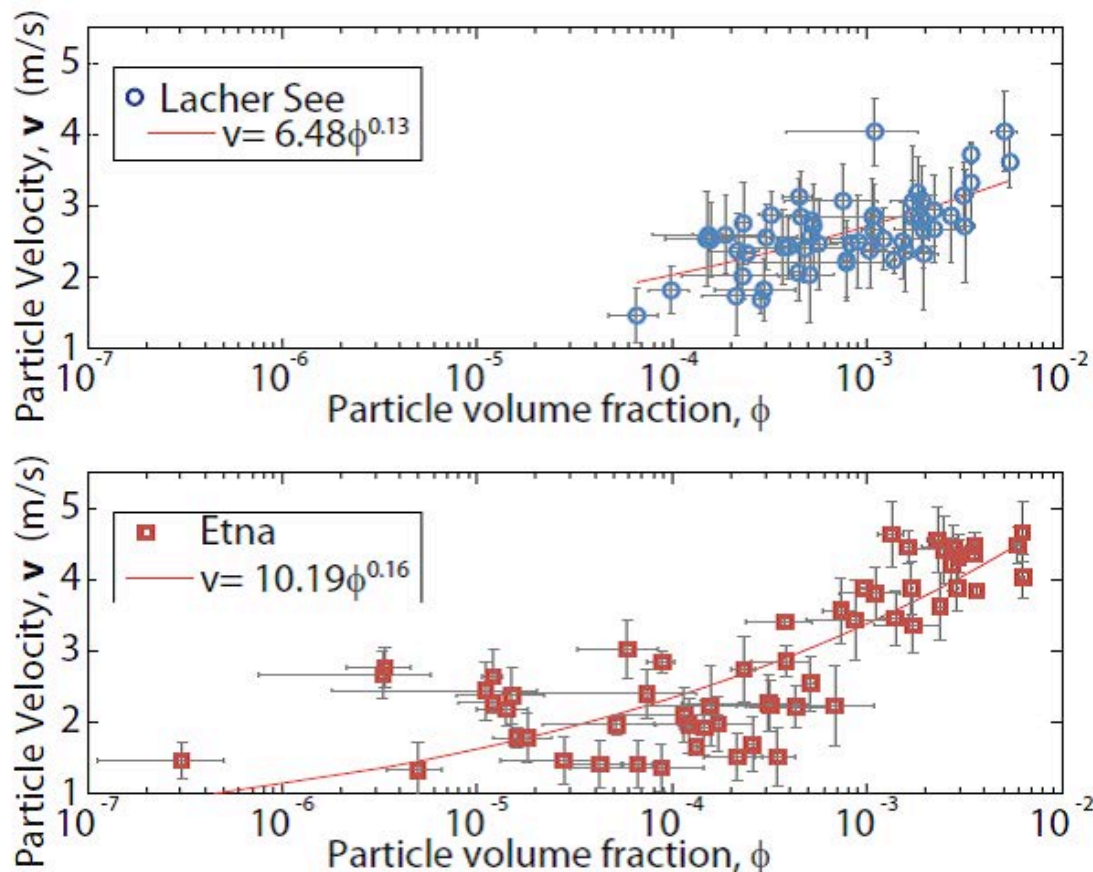 Particle Velocity, v (m/s)
5
4
3
2
1
Lacher See
v= 6.48ϕ^0.13
10^-7 10^-6 10^-5 10^-4 10^-3 10^-2
Particle volume fraction, ϕ
Particle Velocity, v (m/s)
5
4
3
2
1
Etna
v= 10.19ϕ^0.16
10^-7 10^-6 10^-5 10^-4 10^-3 10^-2
Particle volume fraction, ϕ